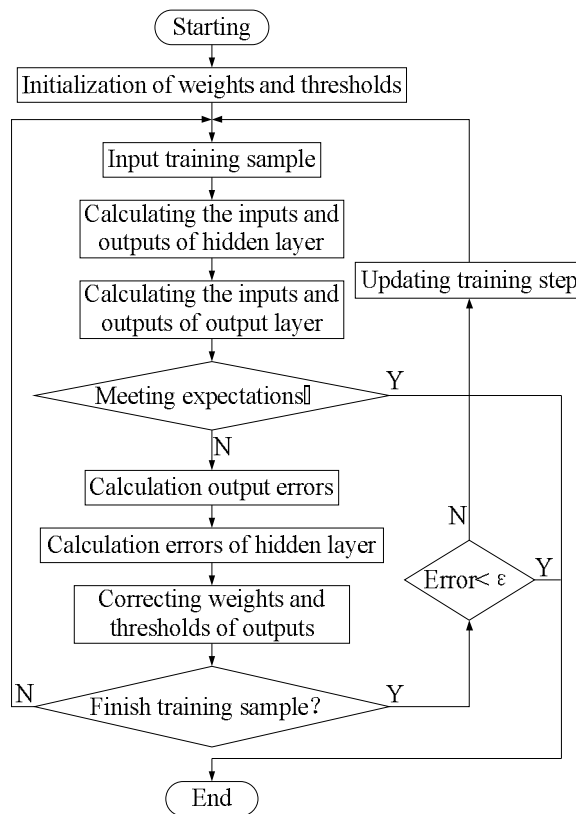 Starting
Initialization of weights and thresholds
Input training sample
Calculating the inputs and
outputs of hidden layer
Calculating the inputs and
outputs of output layer
Updating training step
Meeting expectations
Y
N
Calculation output errors
Calculation errors of hidden layer
N
Error< ε
Y
Correcting weights and
thresholds of outputs
N
Finish training sample?
Y
End